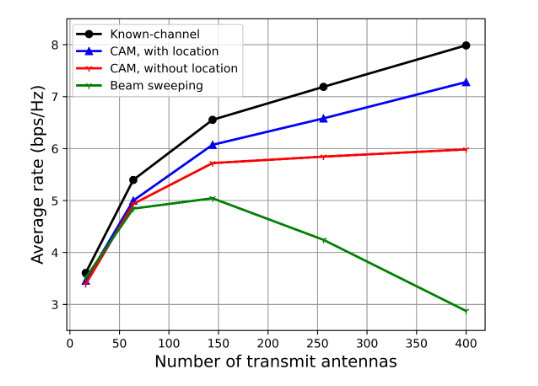 Known-channel
CAM, with location
CAM, without location
Beam sweeping
8
7
6
5
4
3
Average rate (bps/Hz)
0 50 100 150 200 250 300 350 400
Number of transmit antennas